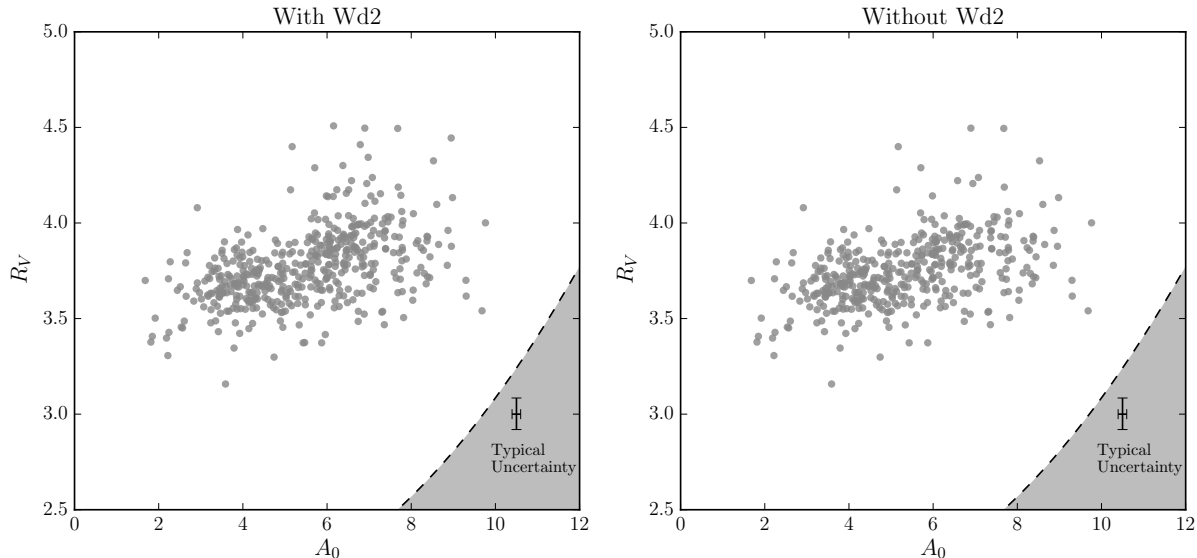 With Wd2
5.0
4.5
4.0
3.5
3.0
2.5
R_V
0 2 4 6 8 10 12
A_0
Typical
Uncertainty
Without Wd2
5.0
4.5
4.0
3.5
3.0
2.5
R_V
0 2 4 6 8 10 12
A_0
Typical
Uncertainty